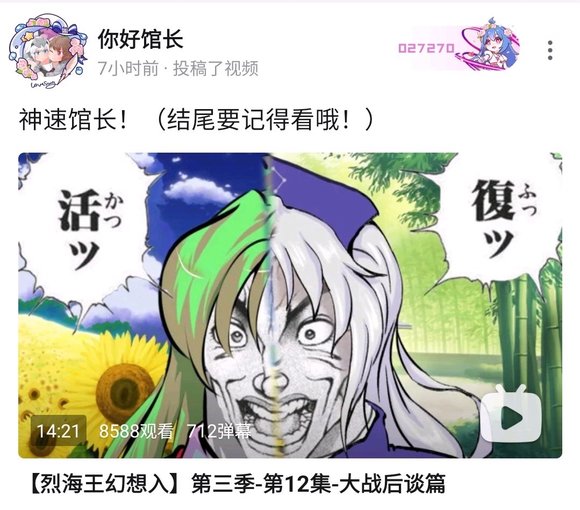 你好馆长
027270
7小时前 · 投稿了视频
神速馆长！（结尾要记得看哦！）
復ッ
ふっ
活ッ
かつ
14:21 8588观看 712弹幕
【烈海王幻想入】第三季-第12集-大战后谈篇